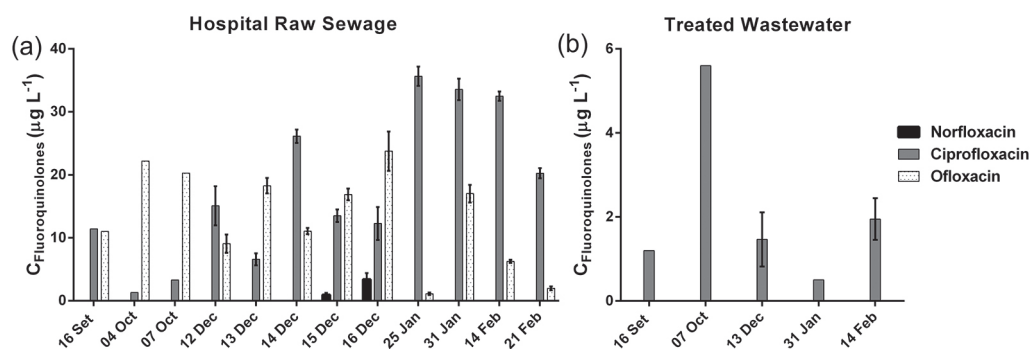 Hospital Raw Sewage
(a)
C Fluoroquinolones (µg L⁻¹)
40
30
20
10
0
16 Set
04 Oct
07 Oct
12 Dec
13 Dec
14 Dec
15 Dec
16 Dec
25 Jan
31 Jan
14 Feb
21 Feb
Treated Wastewater
(b)
C Fluoroquinolones (µg L⁻¹)
6
4
2
0
16 Set
07 Oct
13 Dec
31 Jan
14 Feb
Norfloxacin
Ciprofloxacin
Ofloxacin